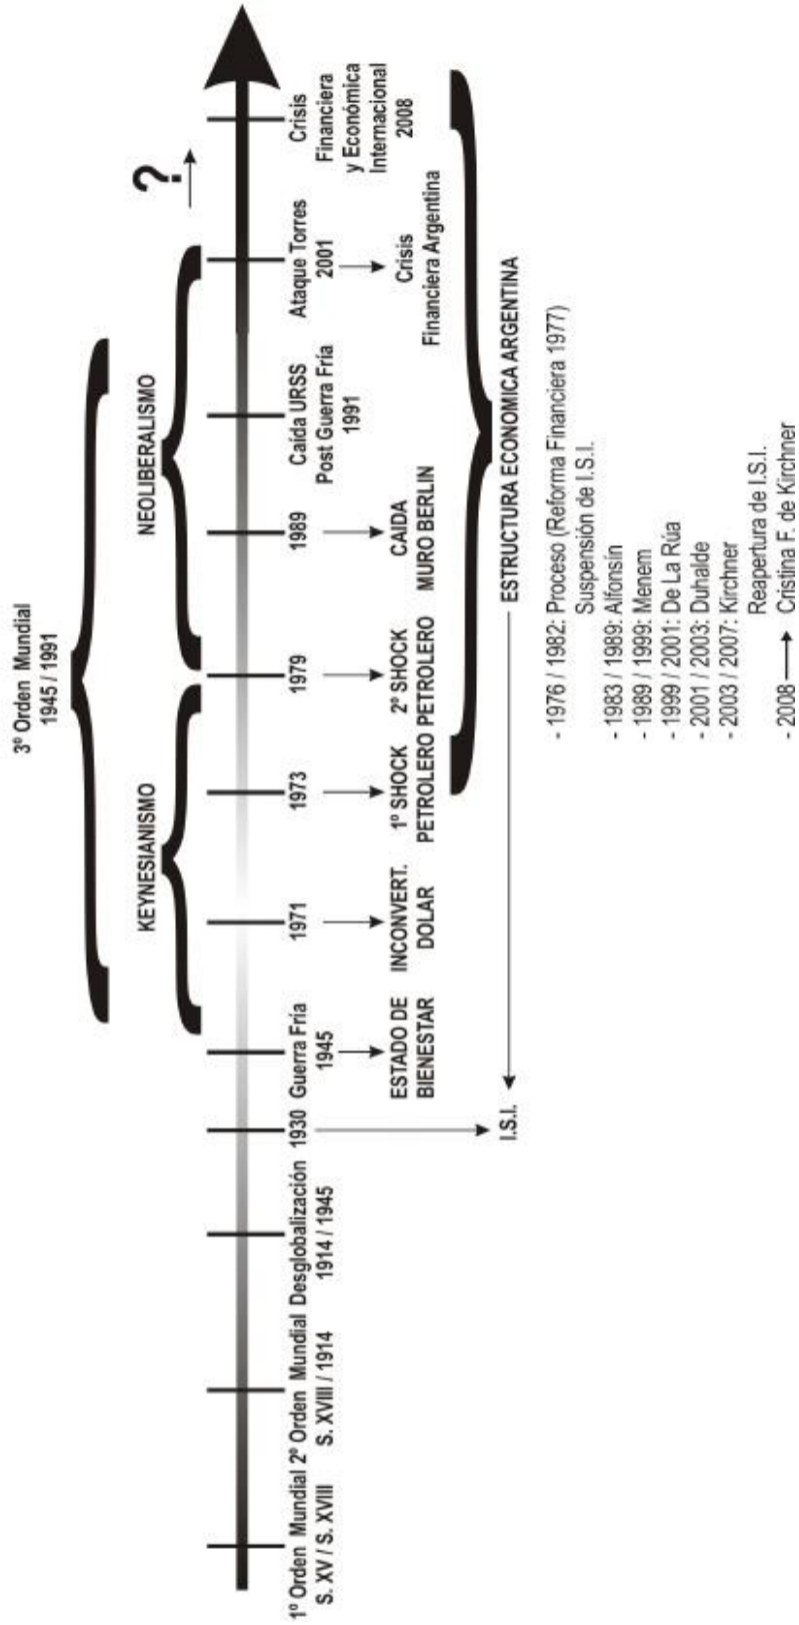 3º Orden Mundial
1945 / 1991
KEYNESIANISMO
NEOLIBERALISMO
?
1º Orden Mundial
S. XV / S. XVIII
2º Orden Mundial
S. XVIII / 1914
Desglobalización
1914 / 1945
1930
Guerra Fría
1945
1971
1973
1979
1989
Caída URSS
Post Guerra Fría
1991
Ataque Torres
2001
Crisis
Financiera
y Económica
Internacional
2008
ESTADO DE
BIENESTAR
INCONVERT.
DOLAR
1º SHOCK
PETROLERO
2º SHOCK
PETROLERO
CAIDA
MURO BERLIN
Crisis
Financiera Argentina
I.S.I.
ESTRUCTURA ECONOMICA ARGENTINA
- 1976 / 1982: Proceso (Reforma Financiera 1977)
Suspensión de I.S.I.
- 1983 / 1989: Alfonsín
- 1989 / 1999: Menem
- 1999 / 2001: De La Rúa
- 2001 / 2003: Duhalde
- 2003 / 2007: Kirchner
Reapertura de I.S.I.
- 2008 → Cristina F. de Kirchner